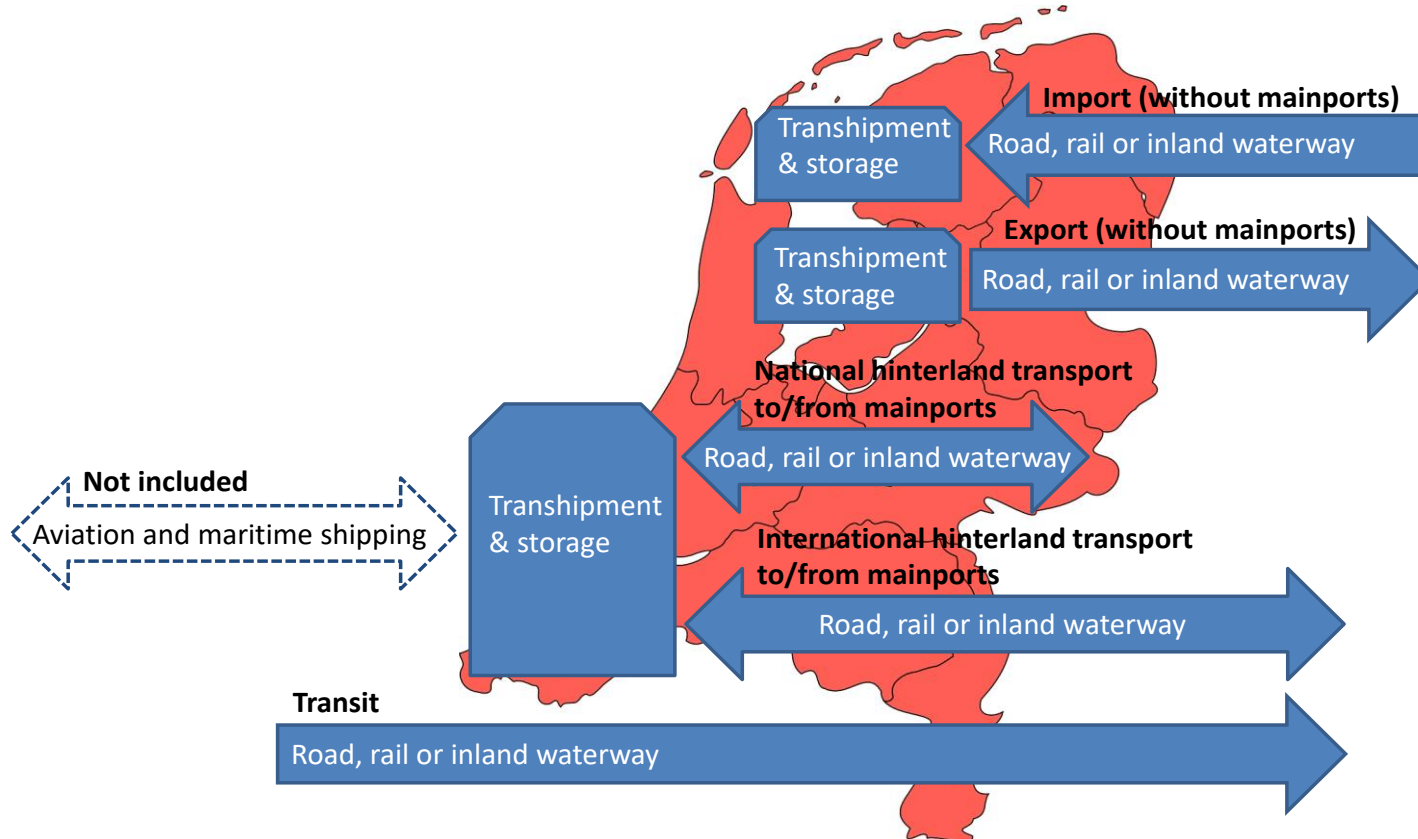 Import (without mainports)
Transhipment
& storage
Road, rail or inland waterway
Export (without mainports)
Transhipment
& storage
Road, rail or inland waterway
National hinterland transport
to/from mainports
Road, rail or inland waterway
Not included
Aviation and maritime shipping
Transhipment
& storage
International hinterland transport
to/from mainports
Road, rail or inland waterway
Transit
Road, rail or inland waterway